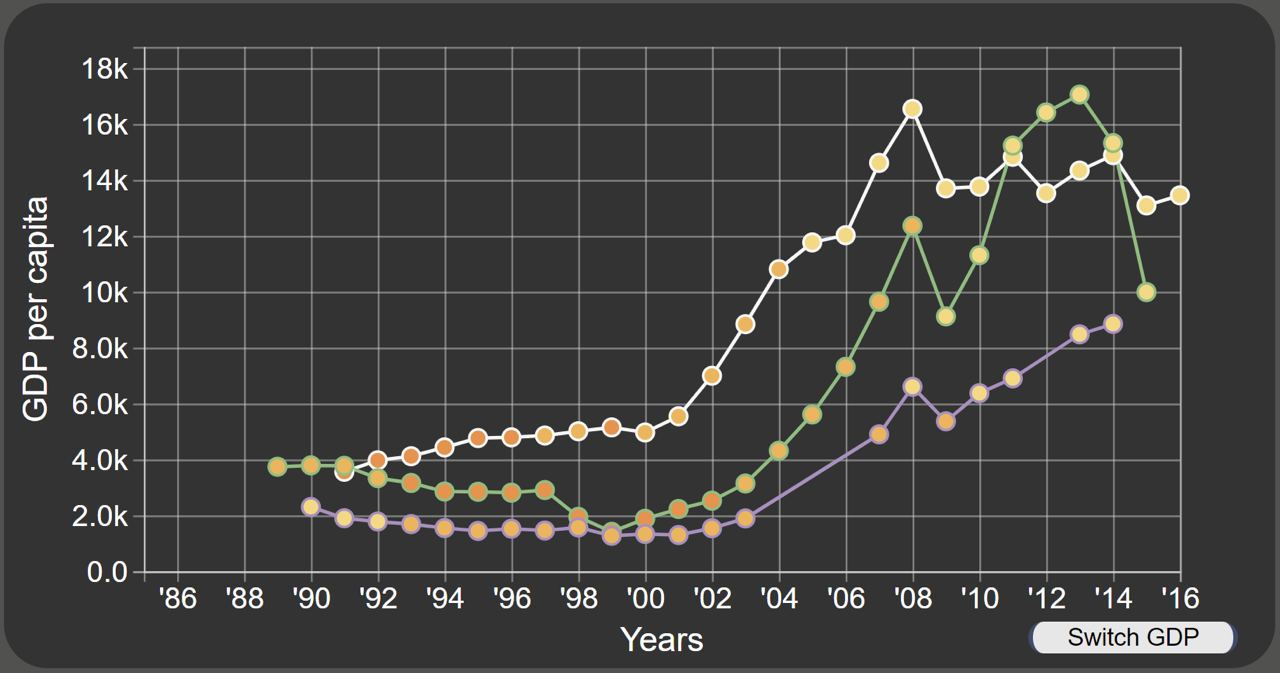 18k
16k
14k
12k
10k
8.0k
6.0k
4.0k
2.0k
0.0
GDP per capita
'86 '88 '90 '92 '94 '96 '98 '00 '02 '04 '06 '08 '10 '12 '14 '16
Years
Switch GDP